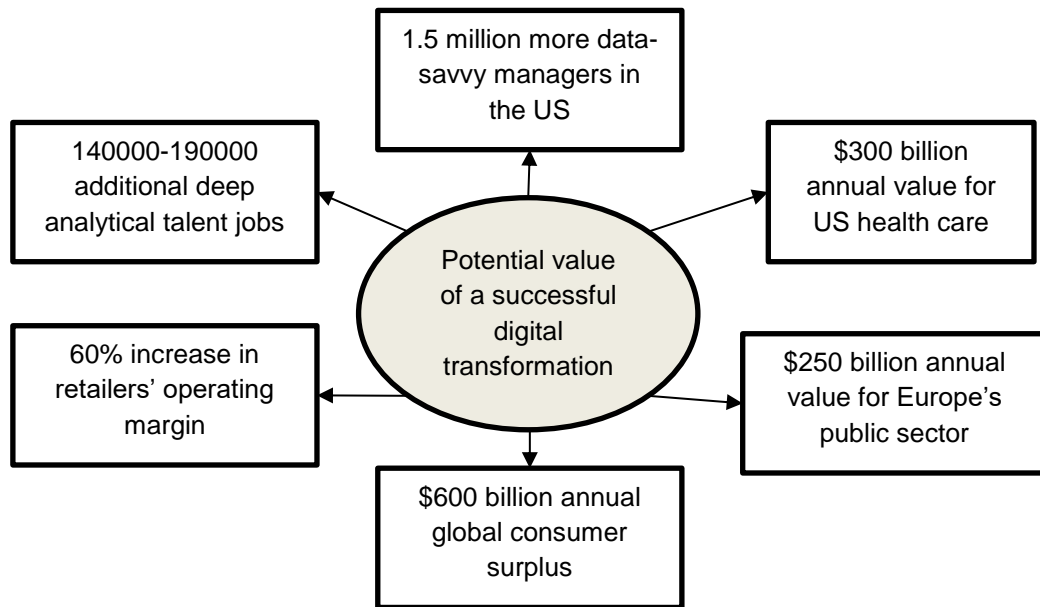 1.5 million more data-
savvy managers in
the US
140000-190000
additional deep
analytical talent jobs
$300 billion
annual value for
US health care
Potential value
of a successful
digital
transformation
60% increase in
retailers’ operating
margin
$250 billion annual
value for Europe’s
public sector
$600 billion annual
global consumer
surplus